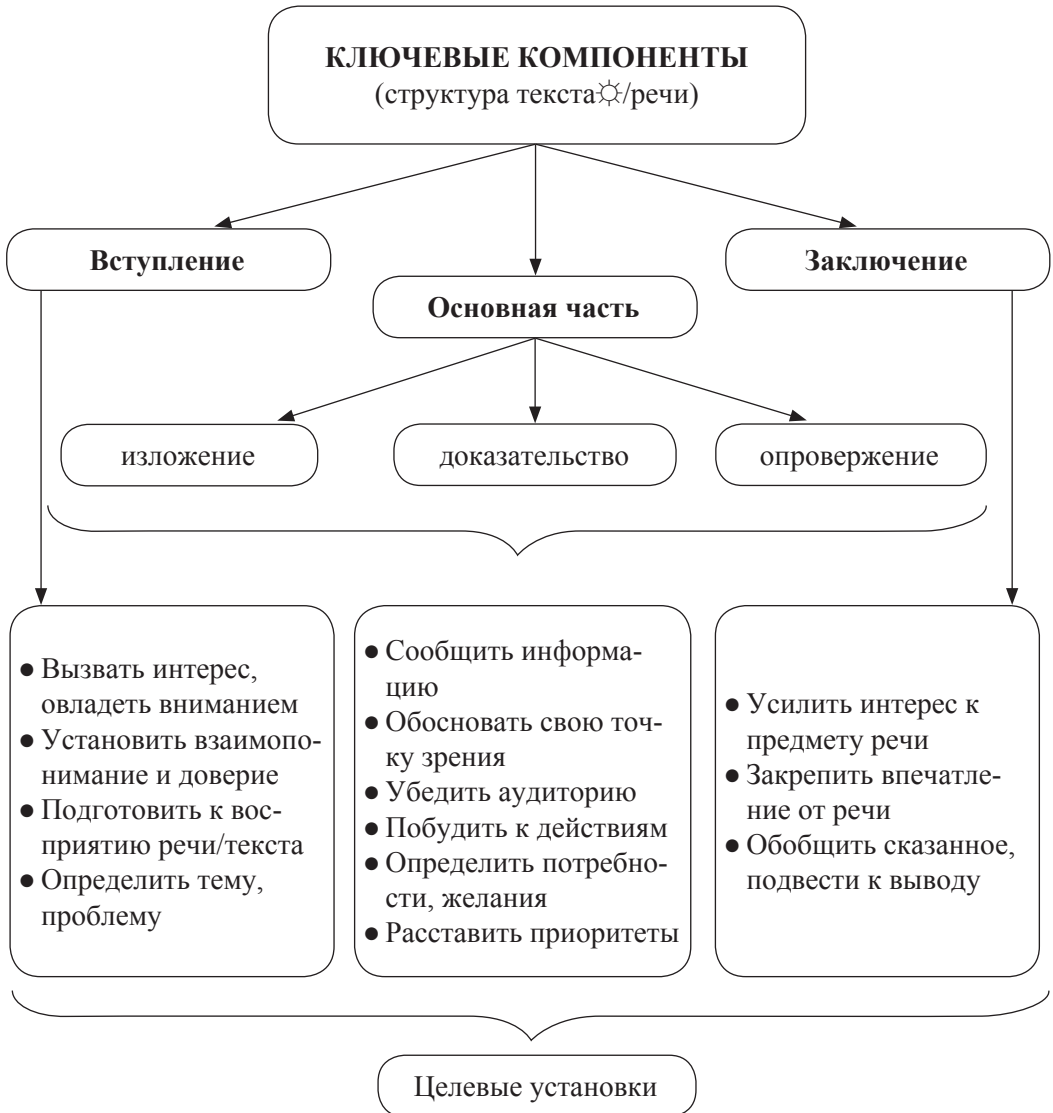 КЛЮЧЕВЫЕ КОМПОНЕНТЫ
(структура текста☼/речи)
Вступление
Заключение
Основная часть
изложение
доказательство
опровержение
● Вызвать интерес,
овладеть вниманием
● Установить взаимопо-
нимание и доверие
● Подготовить к вос-
приятию речи/текста
● Определить тему,
проблему
● Сообщить информа-
цию
● Обосновать свою точ-
ку зрения
● Убедить аудиторию
● Побудить к действиям
● Определить потребно-
сти, желания
● Расставить приоритеты
● Усилить интерес к
предмету речи
● Закрепить впечатле-
ние от речи
● Обобщить сказанное,
подвести к выводу
Целевые установки